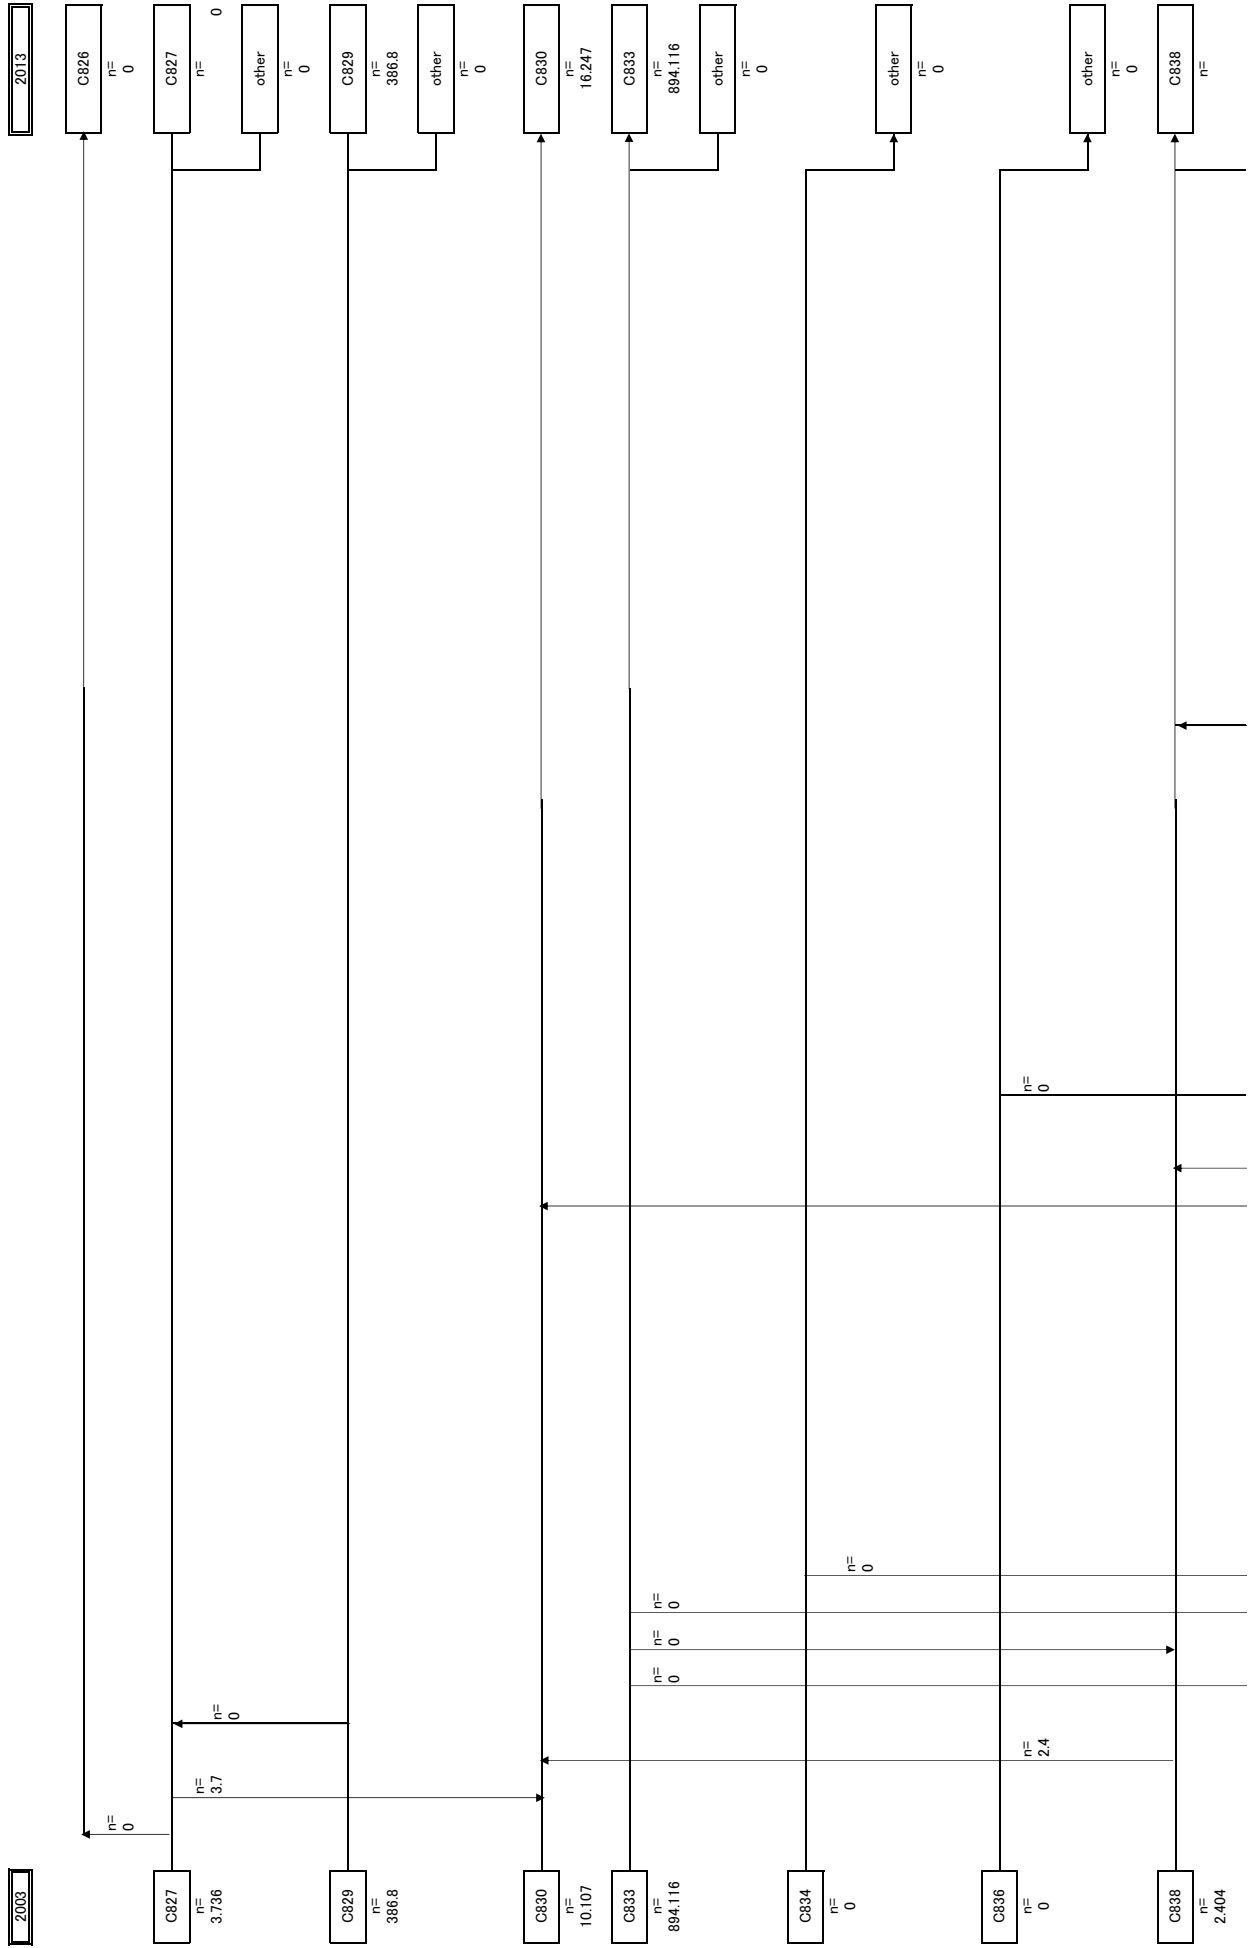 2003
2013
C826
n=
0
n=
0
C827
n=
3.736
C827
n=
0
n=
3.7
n=
0
other
n=
0
C829
n=
386.8
C829
n=
386.8
other
n=
0
C830
n=
10.107
C830
n=
16.247
C833
n=
894.116
C833
n=
894.116
n=
0
n=
0
n=
0
other
n=
0
C834
n=
0
n=
0
other
n=
0
C836
n=
0
n=
2.4
n=
0
other
n=
0
C838
n=
2.404
C838
n=